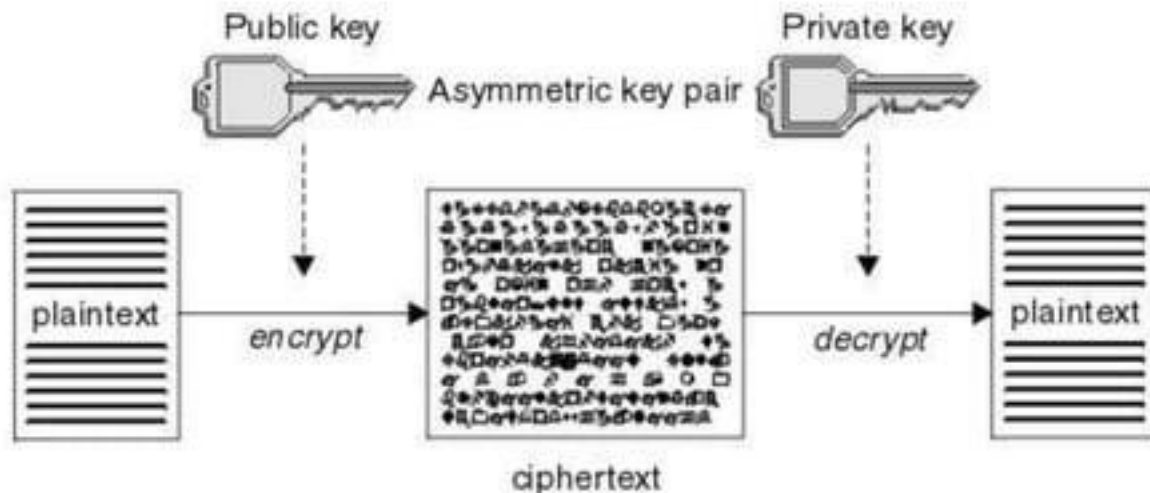 Public key
Private key
Asymmetric key pair
plaintext
encrypt
decrypt
plaintext
ciphertext